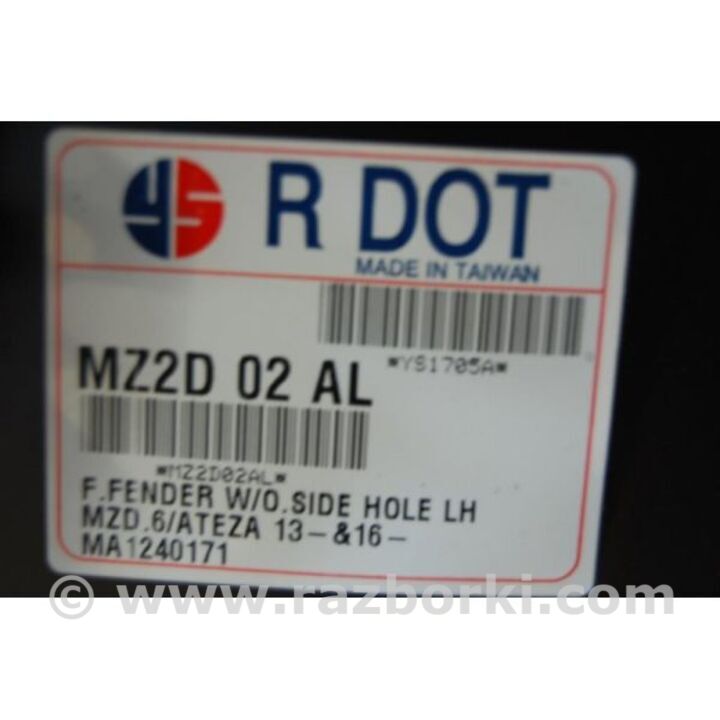 YS R DOT
MADE IN TAIWAN
*YS1705A*
MZ2D 02 AL
*MZ2D02AL*
F.FENDER W/O.SIDE HOLE LH
MZD.6/ATEZA 13-&16-
MA1240171
© www.razborki.com